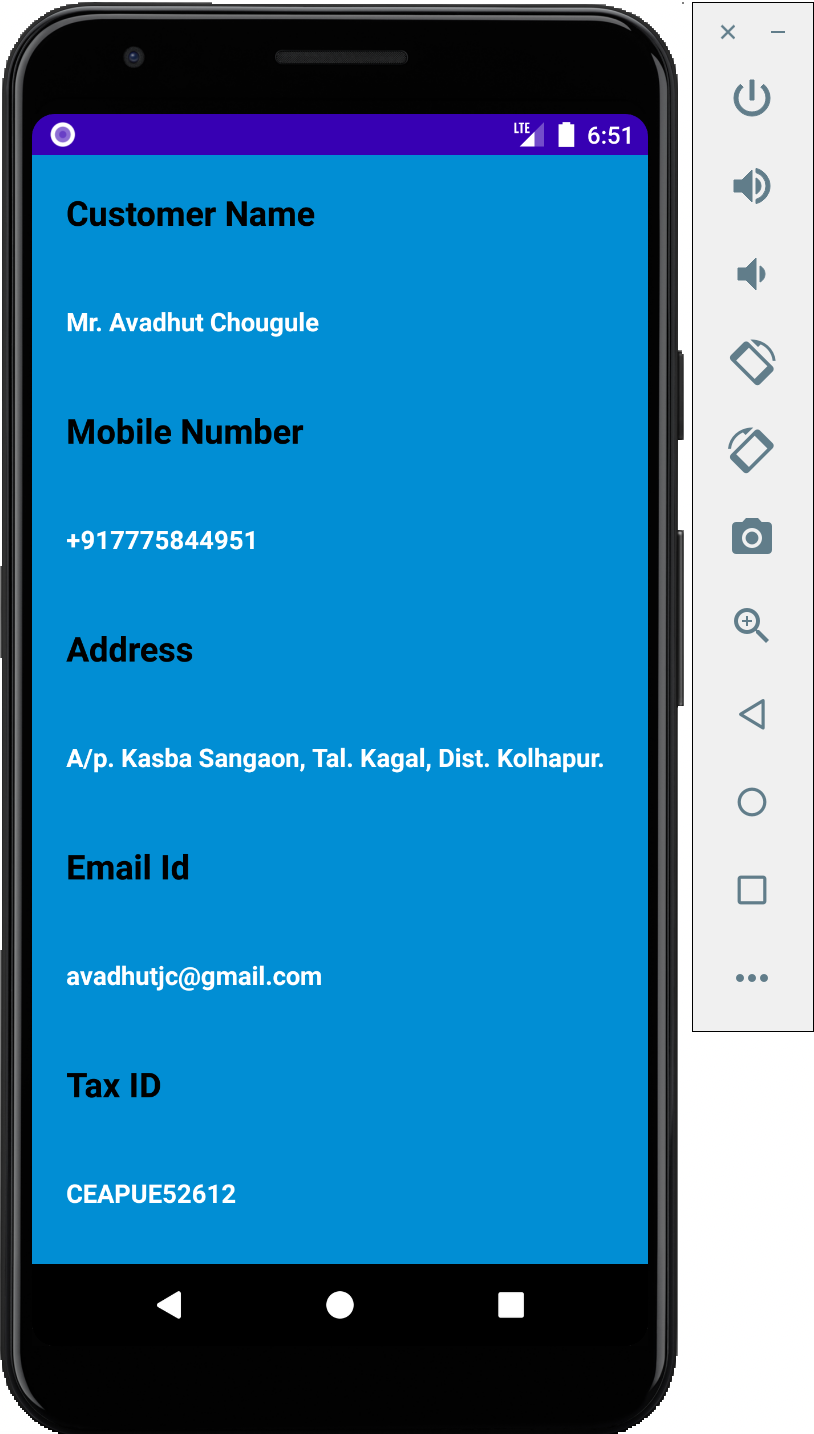 LTE 6:51
Customer Name
Mr. Avadhut Chougule
Mobile Number
+917775844951
Address
A/p. Kasba Sangaon, Tal. Kagal, Dist. Kolhapur.
Email Id
avadhutjc@gmail.com
Tax ID
CEAPUE52612